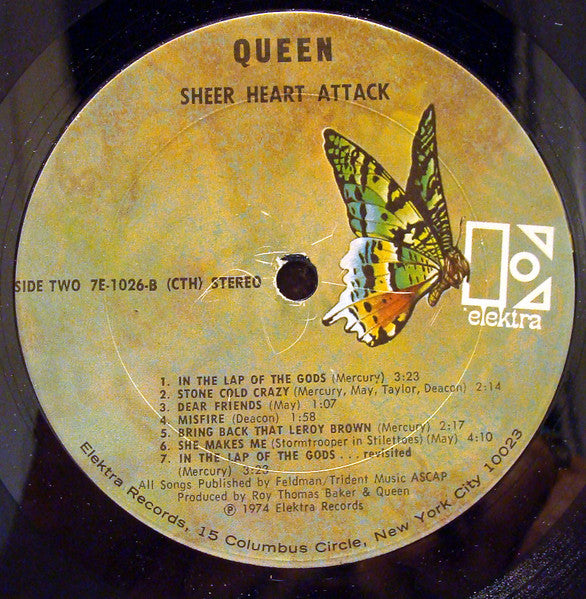 QUEEN
SHEER HEART ATTACK
elektra
SIDE TWO 7E-1026-B (CTH) STEREO
1. IN THE LAP OF THE GODS (Mercury) 3:23
2. STONE COLD CRAZY (Mercury, May, Taylor, Deacon) 2:14
3. DEAR FRIENDS (May) 1:07
4. MISFIRE (Deacon) 1:58
5. BRING BACK THAT LEROY BROWN (Mercury) 2:17
6. SHE MAKES ME (Stormtrooper in Stilettoes) (May) 4:10
7. IN THE LAP OF THE GODS . . . revisited
(Mercury) 3:23
All Songs Published by Feldman/Trident Music ASCAP
Produced by Roy Thomas Baker & Queen
℗ 1974 Elektra Records
Elektra Records, 15 Columbus Circle, New York City 10023